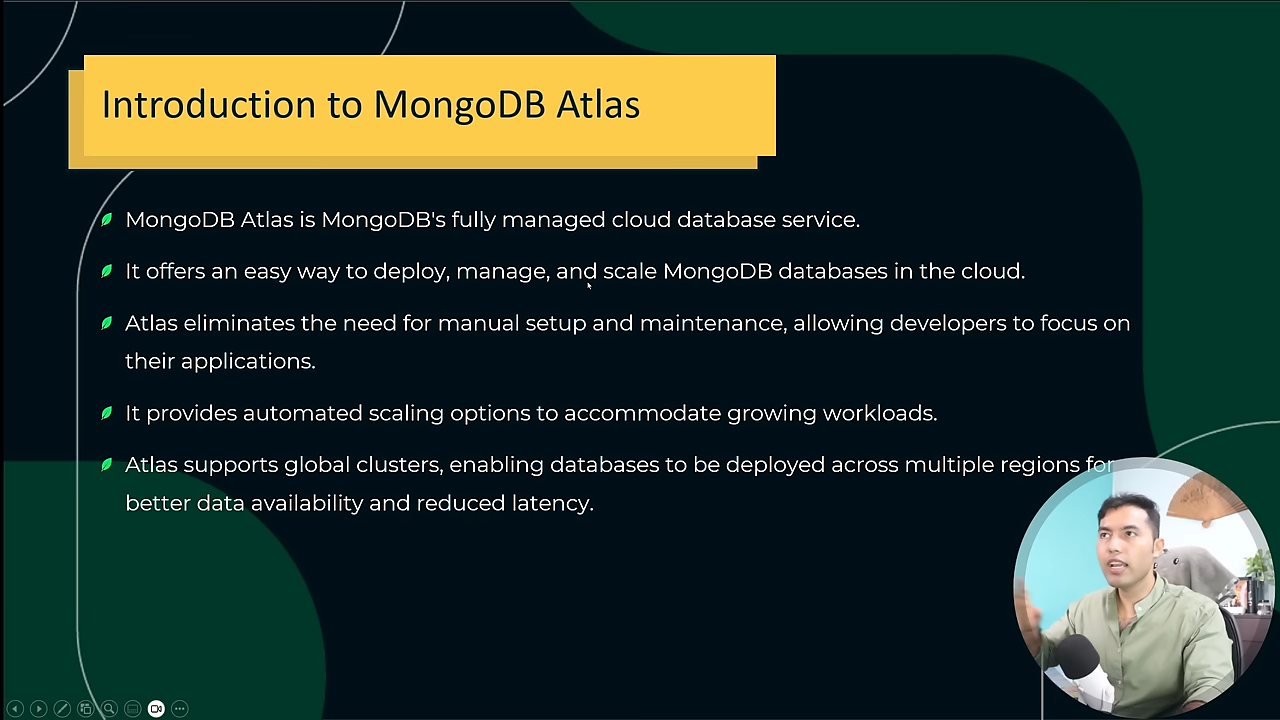 Introduction to MongoDB Atlas
MongoDB Atlas is MongoDB's fully managed cloud database service.
It offers an easy way to deploy, manage, and scale MongoDB databases in the cloud.
Atlas eliminates the need for manual setup and maintenance, allowing developers to focus on
their applications.
It provides automated scaling options to accommodate growing workloads.
Atlas supports global clusters, enabling databases to be deployed across multiple regions for
better data availability and reduced latency.